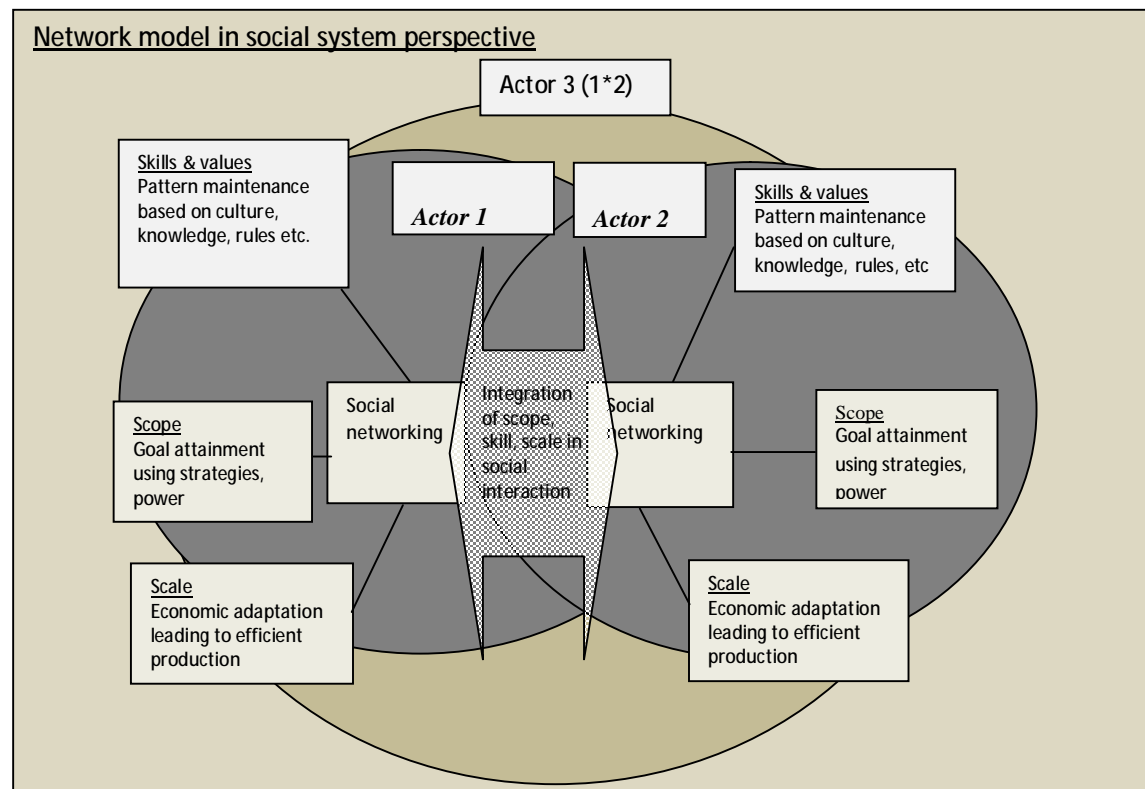 Network model in social system perspective
Actor 3 (1*2)
Skills & values
Pattern maintenance
based on culture,
knowledge, rules etc.
Actor 1
Actor 2
Skills & values
Pattern maintenance
based on culture,
knowledge, rules, etc
Scope
Goal attainment
using strategies,
power
Social
networking
Integration
of scope,
skill, scale in
social
interaction
Social
networking
Scope
Goal attainment
using strategies,
power
Scale
Economic adaptation
leading to efficient
production
Scale
Economic adaptation
leading to efficient
production